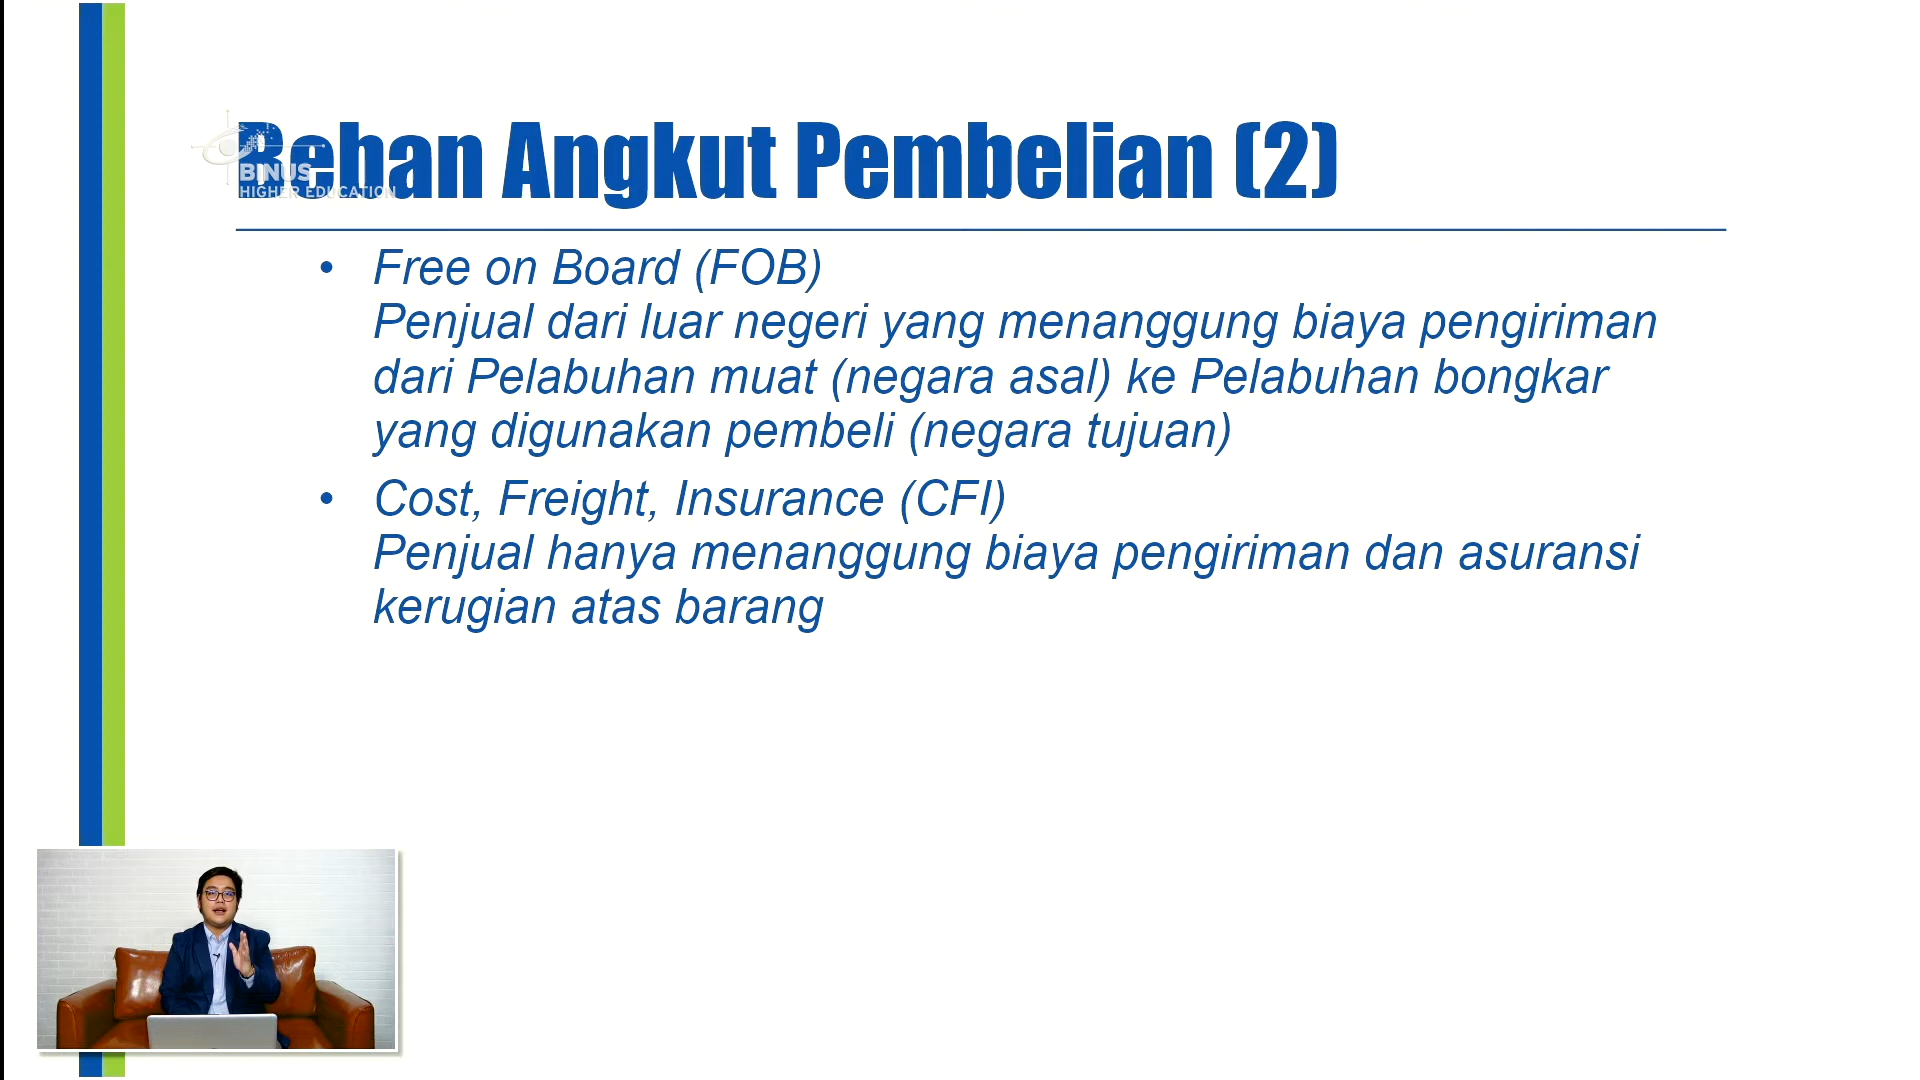 Beban Angkut Pembelian (2)
BINUS
HIGHER EDUCATION
• Free on Board (FOB)
Penjual dari luar negeri yang menanggung biaya pengiriman
dari Pelabuhan muat (negara asal) ke Pelabuhan bongkar
yang digunakan pembeli (negara tujuan)
• Cost, Freight, Insurance (CFI)
Penjual hanya menanggung biaya pengiriman dan asuransi
kerugian atas barang